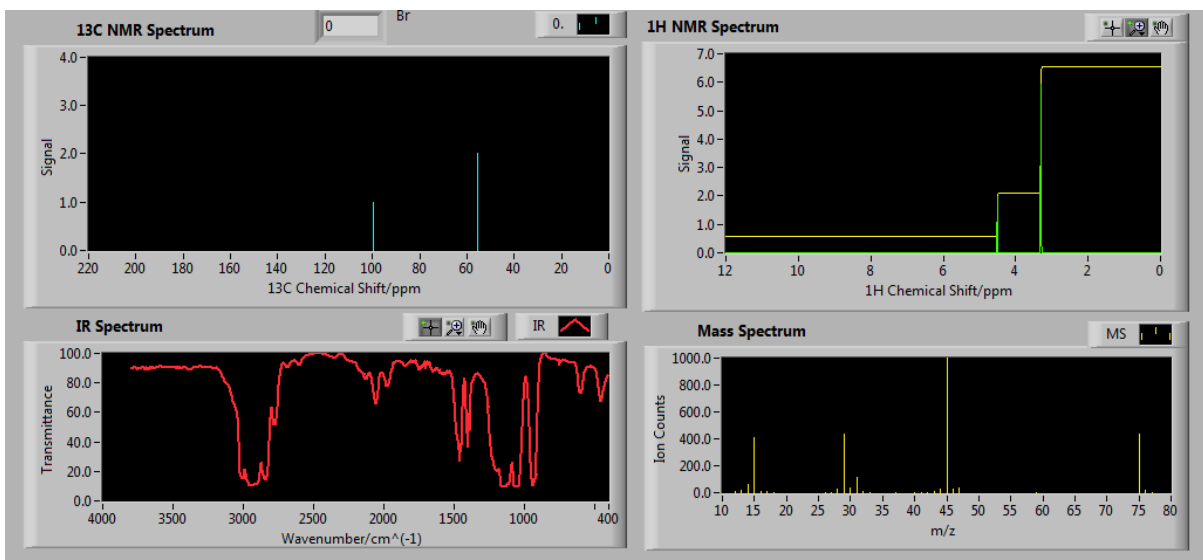 Br
13C NMR Spectrum
0
0.
4.0
3.0
2.0
1.0
0.0
Signal
220 200 180 160 140 120 100 80 60 40 20 0
13C Chemical Shift/ppm
1H NMR Spectrum
7.0
6.0
5.0
4.0
3.0
2.0
1.0
0.0
Signal
12 10 8 6 4 2 0
1H Chemical Shift/ppm
IR Spectrum
IR
100.0
80.0
60.0
40.0
20.0
0.0
Transmittance
4000 3000 2000 1000 400
Wavenumber/cm^(-1)
Mass Spectrum
MS
1000.0
800.0
600.0
400.0
200.0
0.0
Ion Counts
10 15 20 25 30 35 40 45 50 55 60 65 70 75 80
m/z